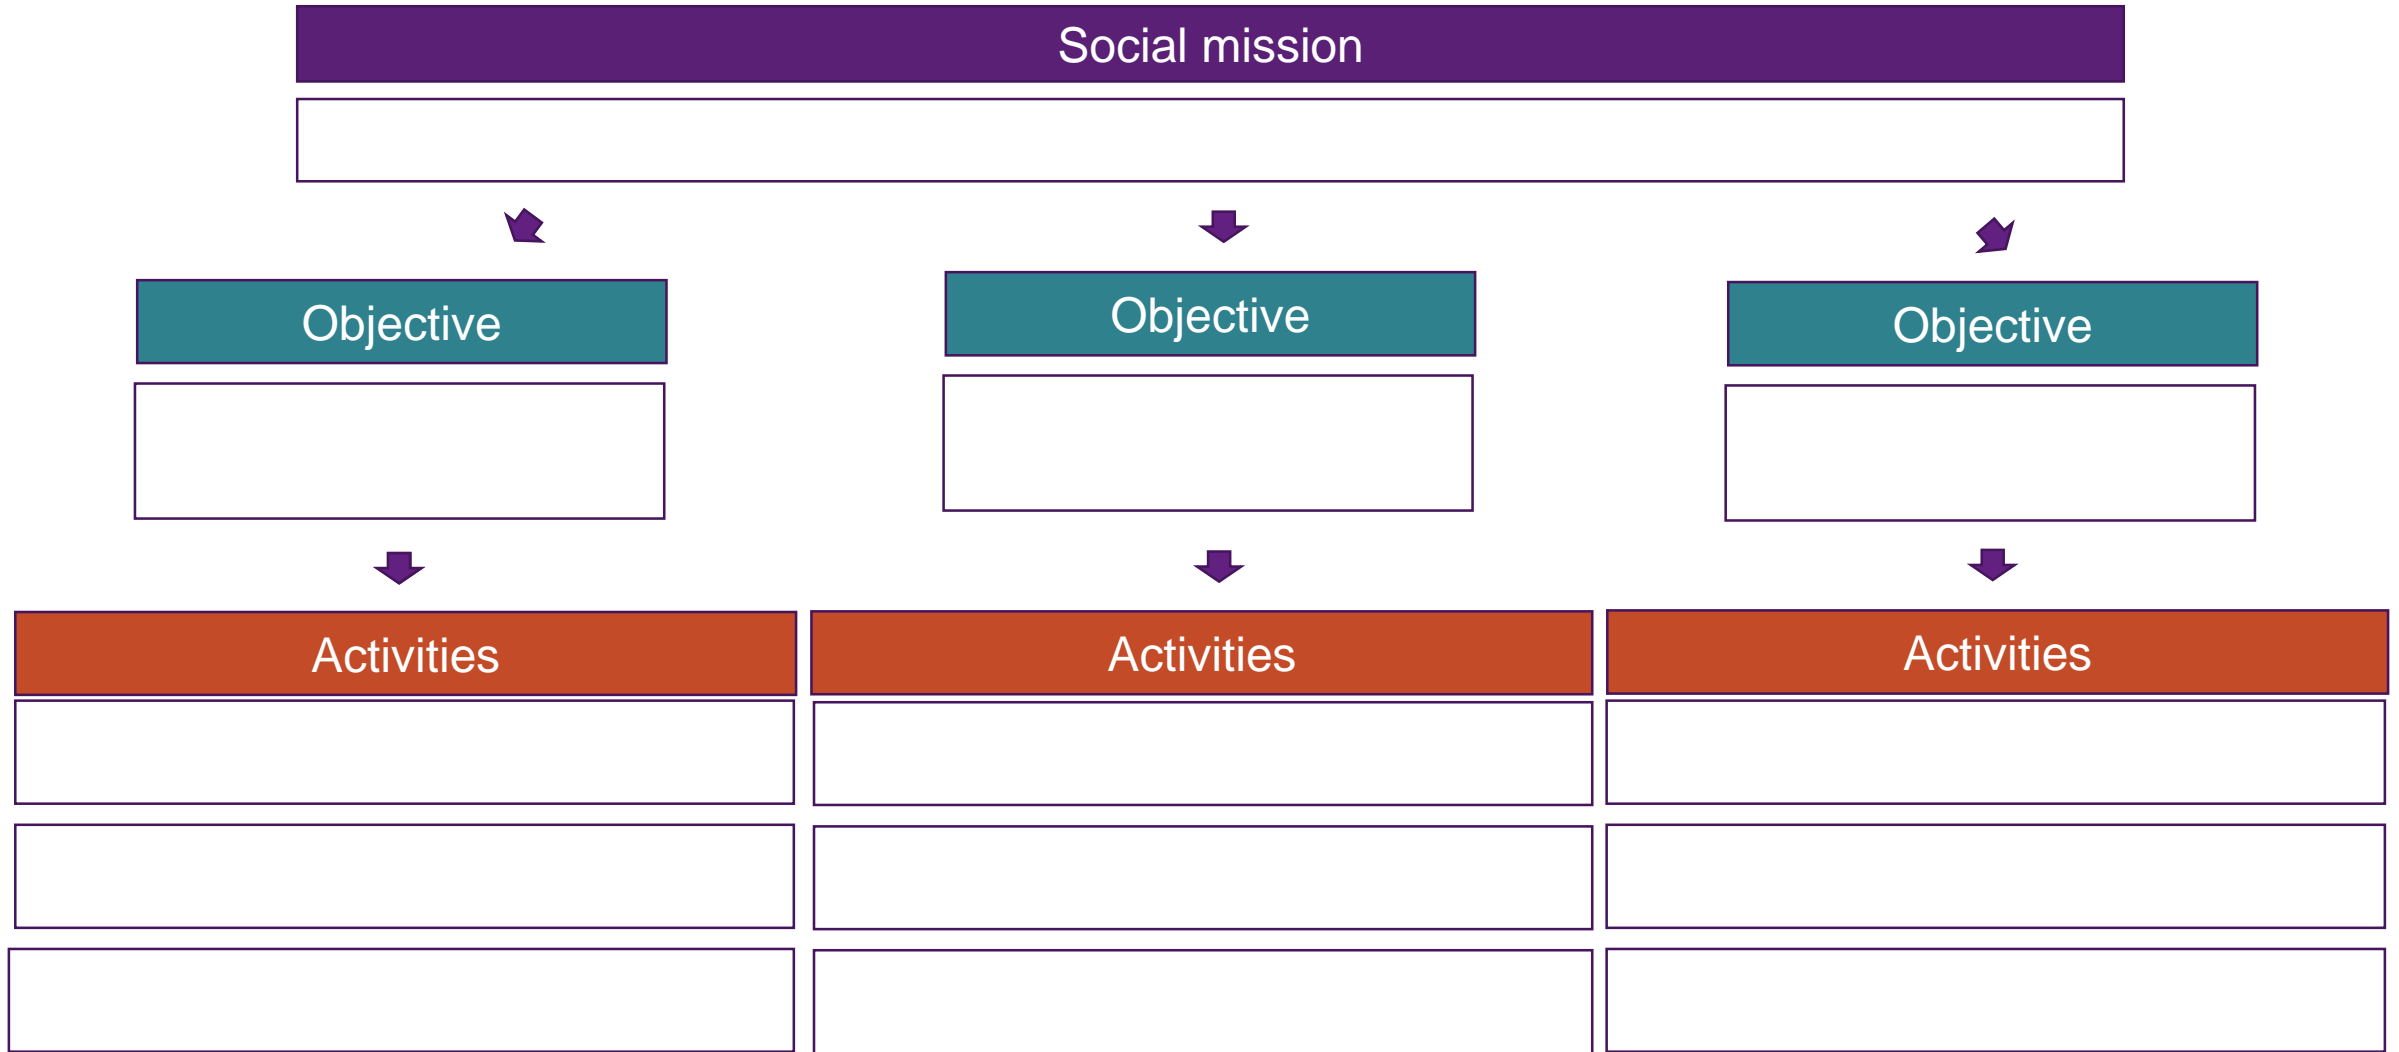 Social mission
Objective
Objective
Objective
Activities
Activities
Activities